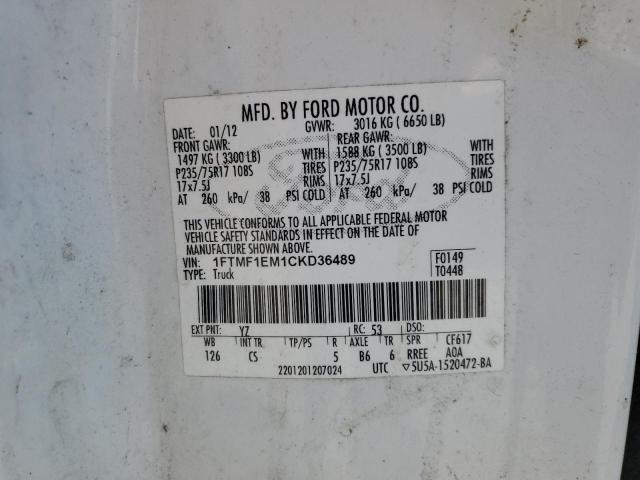 MFD. BY FORD MOTOR CO.
DATE: 01/12 GVWR: 3016 KG ( 6650 LB)
FRONT GAWR: REAR GAWR:
1497 KG ( 3300 LB) WITH 1588 KG ( 3500 LB) WITH
P235/75R17 108S TIRES P235/75R17 108S TIRES
17x7.5J RIMS 17x7.5J RIMS
AT 260 kPa/ 38 PSI COLD AT 260 kPa/ 38 PSI COLD
THIS VEHICLE CONFORMS TO ALL APPLICABLE FEDERAL MOTOR
VEHICLE SAFETY STANDARDS IN EFFECT ON THE DATE OF
MANUFACTURE SHOWN ABOVE.
VIN: 1FTMF1EM1CKD36489 F0149
TYPE: Truck T0448
EXT PNT: YZ RC: 53 DSO:
WB INT TR TP/PS R AXLE TR SPR CF617
126 CS 5 B6 6 RREE AOA
2201201207024 UTC ▽5U5A-1520472-BA